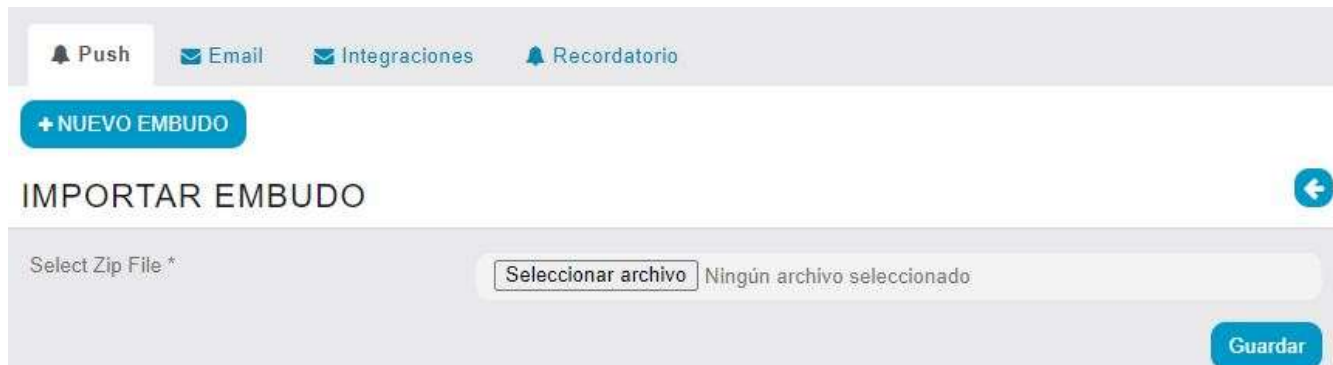 Push Email Integraciones Recordatorio
+ NUEVO EMBUDO
IMPORTAR EMBUDO
Select Zip File * Seleccionar archivo Ningún archivo seleccionado
Guardar